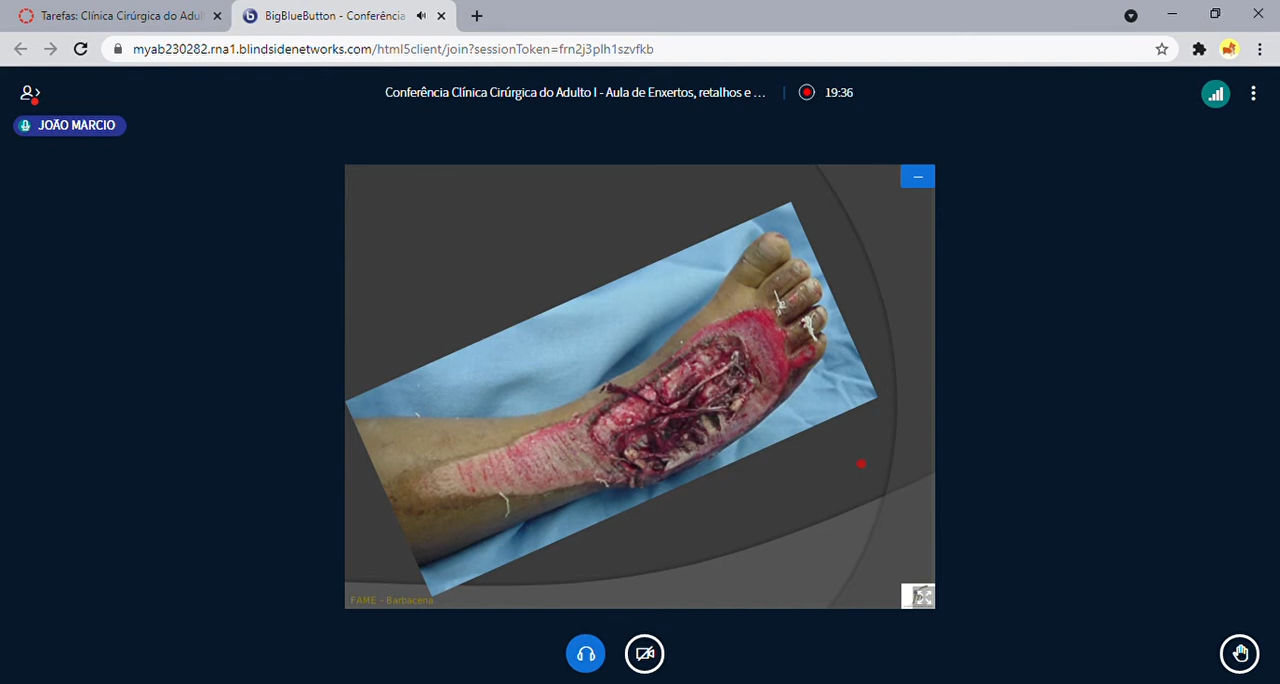 Tarefas: Clínica Cirúrgica do Adul
BigBlueButton - Conferência
myab230282.rna1.blindsidenetworks.com/html5client/join?sessionToken=frn2j3plh1szvfkb
Conferência Clínica Cirúrgica do Adulto I - Aula de Enxertos, retalhos e ...
19:36
JOÃO MARCIO
FAME - Barbacena